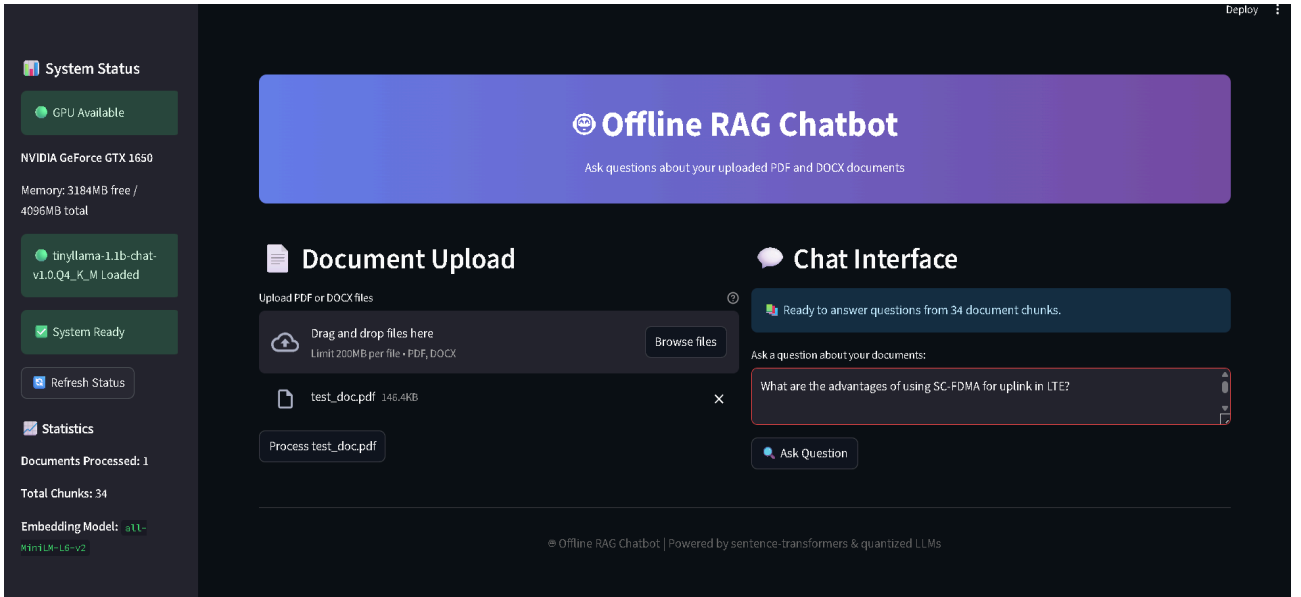 Deploy
System Status
GPU Available
NVIDIA GeForce GTX 1650
Memory: 3184MB free /
4096MB total
tinyllama-1.1b-chat-
v1.0.Q4_K_M Loaded
System Ready
Refresh Status
Statistics
Documents Processed: 1
Total Chunks: 34
Embedding Model: all-
MiniLM-L6-v2
Offline RAG Chatbot
Ask questions about your uploaded PDF and DOCX documents
Document Upload
Upload PDF or DOCX files
Drag and drop files here
Limit 200MB per file • PDF, DOCX
Browse files
test_doc.pdf 146.4KB
Process test_doc.pdf
Chat Interface
Ready to answer questions from 34 document chunks.
Ask a question about your documents:
What are the advantages of using SC-FDMA for uplink in LTE?
Ask Question
Offline RAG Chatbot | Powered by sentence-transformers & quantized LLMs